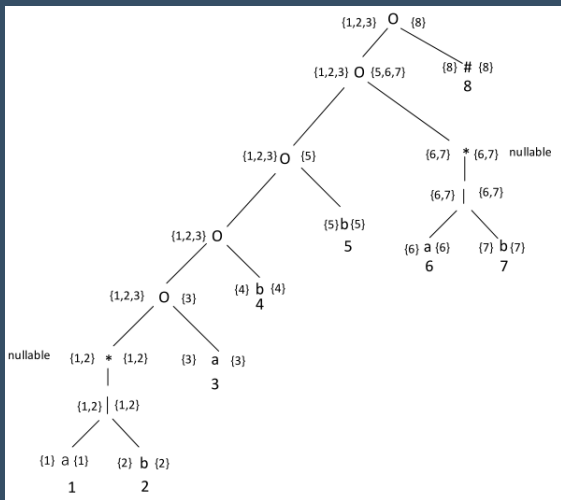 {1,2,3} O {8}
{1,2,3} O {5,6,7} {8} # {8}
8
{1,2,3} O {5} {6,7} * {6,7} nullable
{6,7} | {6,7}
{5} b {5}
{1,2,3} O
5
{6} a {6} {7} b {7}
6 7
{4} b {4}
4
{1,2,3} O {3}
nullable {1,2} * {1,2} {3} a {3}
3
{1,2} | {1,2}
{1} a {1} {2} b {2}
1 2